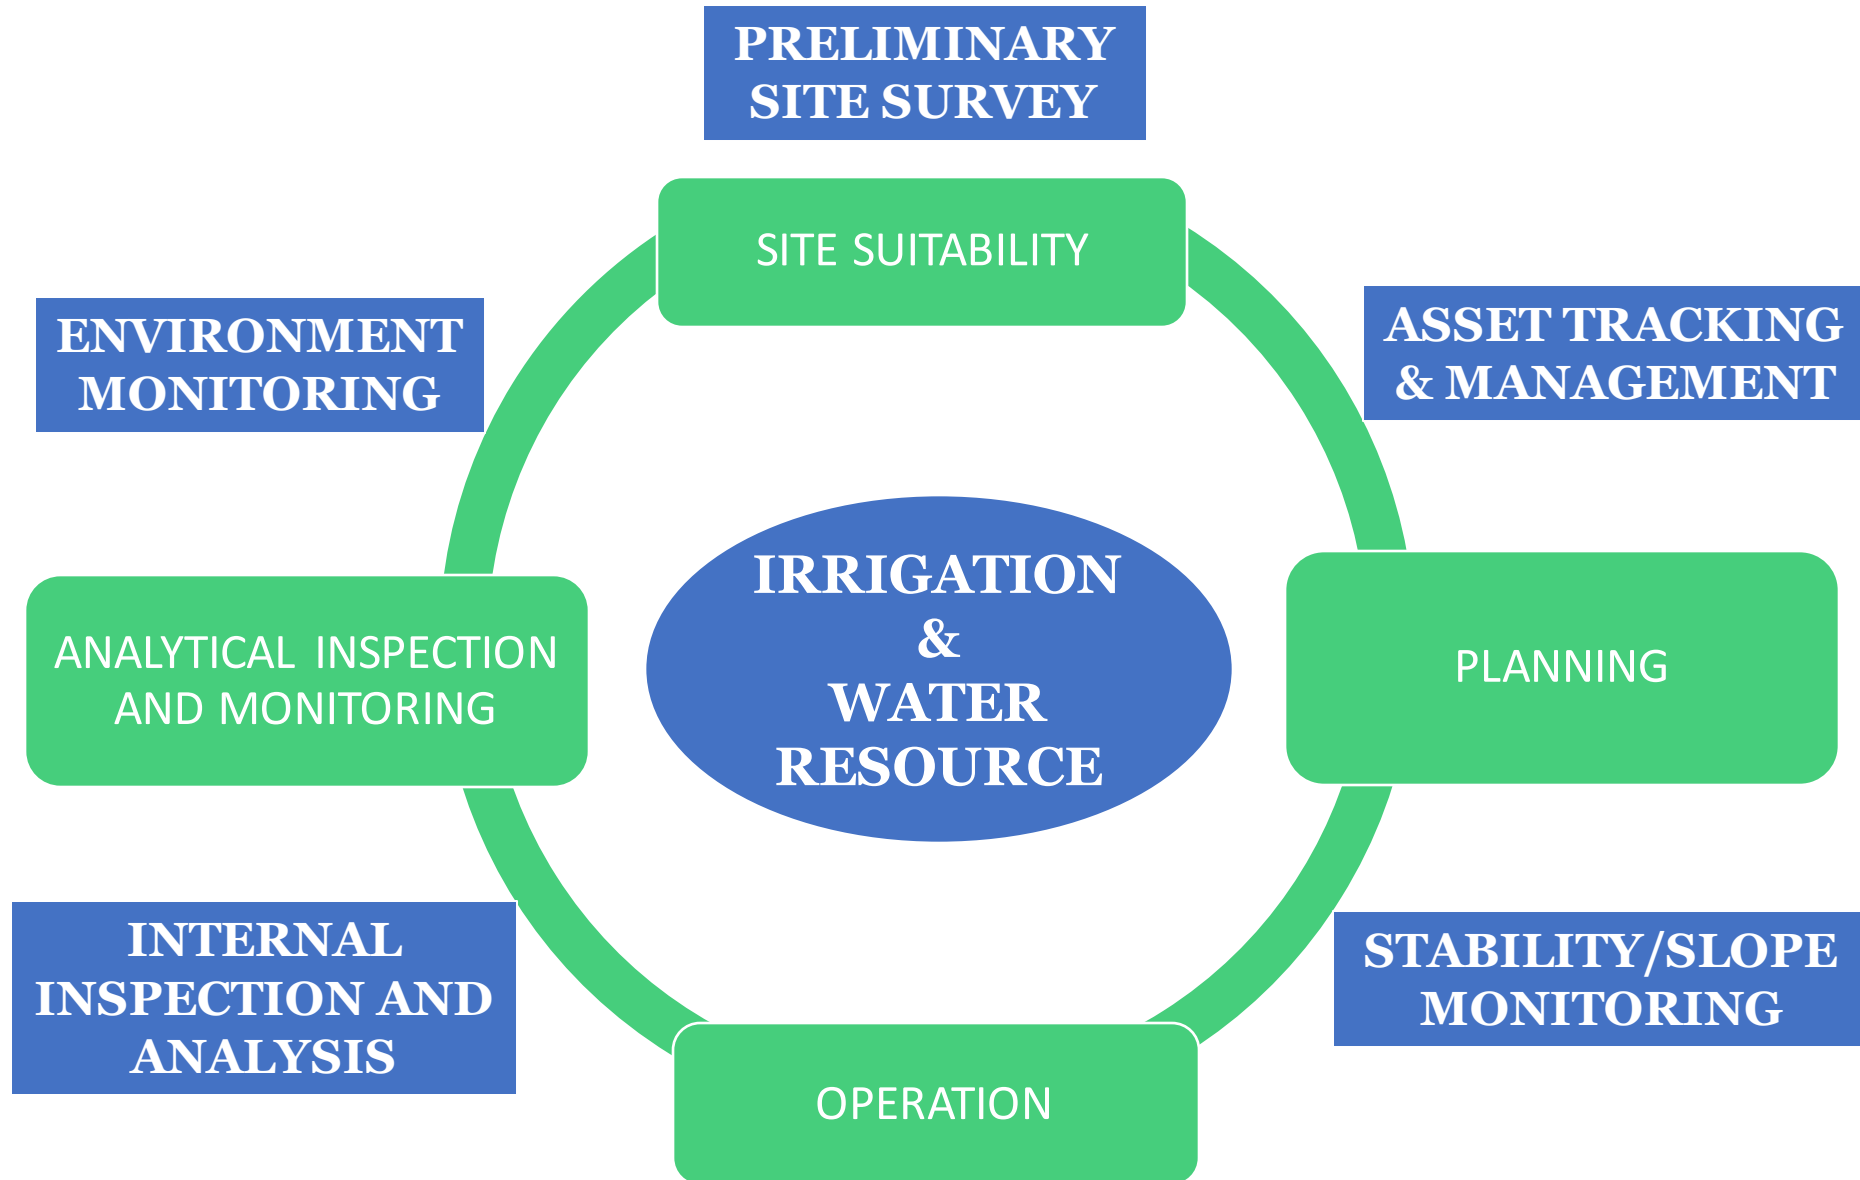 PRELIMINARY
SITE SURVEY
SITE SUITABILITY
ENVIRONMENT
MONITORING
ASSET TRACKING
& MANAGEMENT
IRRIGATION
&
WATER
RESOURCE
ANALYTICAL INSPECTION
AND MONITORING
PLANNING
INTERNAL
INSPECTION AND
ANALYSIS
STABILITY/SLOPE
MONITORING
OPERATION